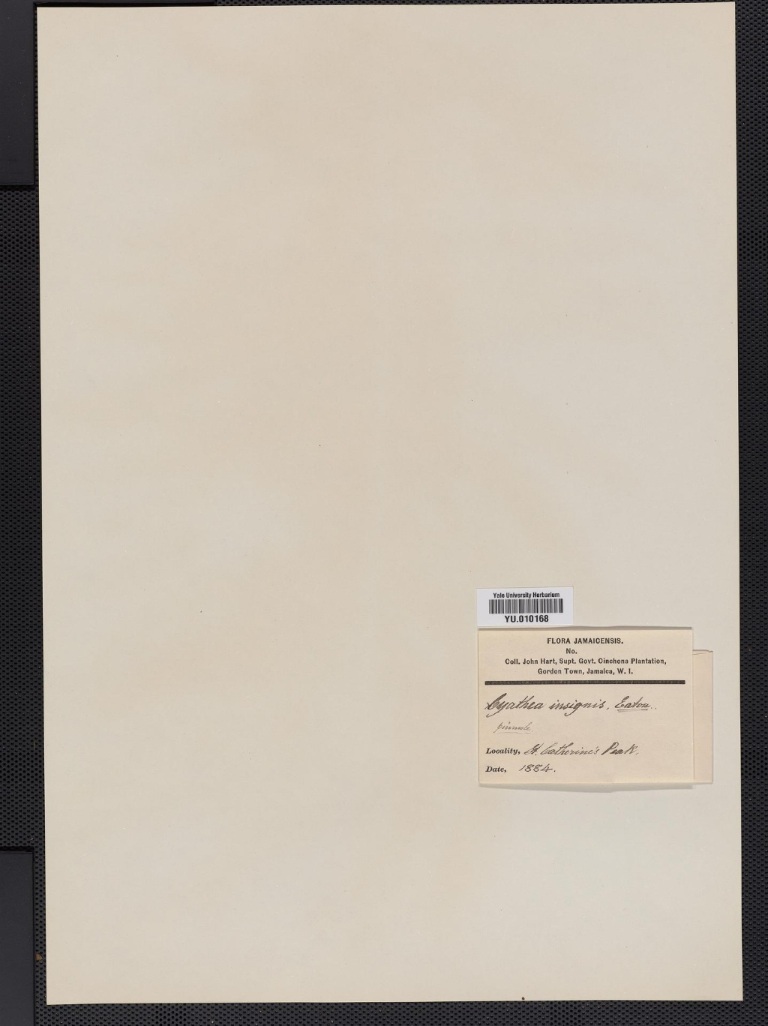 Yale University Herbarium
YU.010168
FLORA JAMAICENSIS.
No.
Coll. John Hart, Supt. Govt. Cinchona Plantation,
Gordon Town, Jamaica, W. I.
Cyathea insignis, Eaton.
pinnule
Locality, St. Catherine's Peak.
Date, 1884.